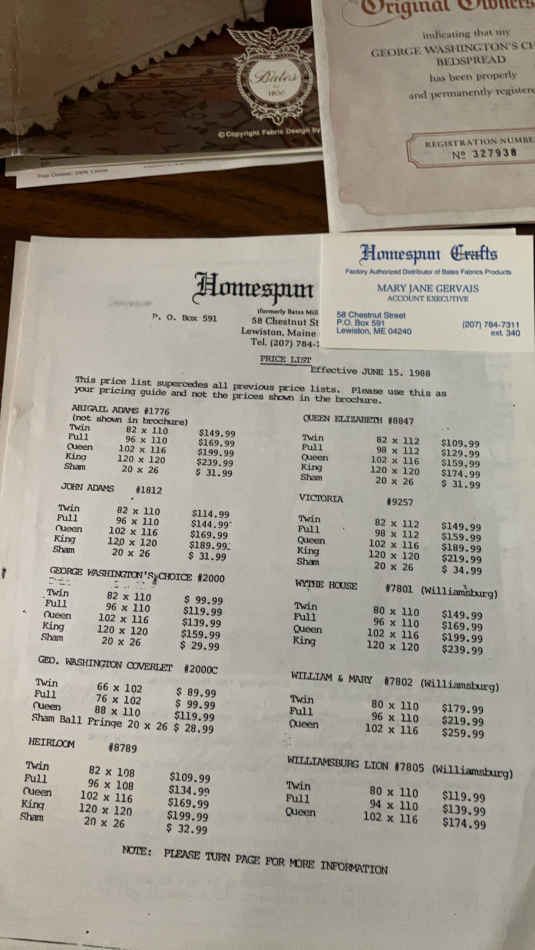 Bates
1850
© Copyright Fabric Design by
Original Owners
indicating that my
GEORGE WASHINGTON'S CH
BEDSPREAD
has been properly
and permanently registere
REGISTRATION NUMBE
Nº 327938
Homespun Crafts
Factory Authorized Distributor of Bates Fabrics Products
MARY JANE GERVAIS
ACCOUNT EXECUTIVE
58 Chestnut Street
P.O. Box 591
Lewiston, ME 04240
(207) 784-7311
ext. 340
Homespun
(formerly Bates Mill
P. O. Box 591
58 Chestnut St
Lewiston, Maine
Tel. (207) 784-
PRICE LIST
Effective JUNE 15. 1988
This price list supercedes all previous price lists. Please use this as
your pricing guide and not the prices shown in the brochure.
ABIGAIL ADAMS #1776
(not shown in brochure)
Twin 82 x 110 $149.99
Full 96 x 110 $169.99
Queen 102 x 116 $199.99
King 120 x 120 $239.99
Sham 20 x 26 $ 31.99
JOHN ADAMS #1812
Twin 82 x 110 $114.99
Full 96 x 110 $144.99
Queen 102 x 116 $169.99
King 120 x 120 $189.99
Sham 20 x 26 $ 31.99
GEORGE WASHINGTON'S CHOICE #2000
Twin 82 x 110 $ 99.99
Full 96 x 110 $119.99
Queen 102 x 116 $139.99
King 120 x 120 $159.99
Sham 20 x 26 $ 29.99
GEO. WASHINGTON COVERLET #2000C
Twin 66 x 102 $ 89.99
Full 76 x 102 $ 99.99
Queen 88 x 110 $119.99
Sham Ball Fringe 20 x 26 $ 28.99
HEIRLOOM #8789
Twin 82 x 108 $109.99
Full 96 x 108 $134.99
Queen 102 x 116 $169.99
King 120 x 120 $199.99
Sham 20 x 26 $ 32.99
QUEEN ELIZABETH #8847
Twin 82 x 112 $109.99
Full 98 x 112 $129.99
Queen 102 x 116 $159.99
King 120 x 120 $174.99
Sham 20 x 26 $ 31.99
VICTORIA #9257
Twin 82 x 112 $149.99
Full 98 x 112 $159.99
Queen 102 x 116 $189.99
King 120 x 120 $219.99
Sham 20 x 26 $ 34.99
WYTHE HOUSE #7801 (Williamsburg)
Twin 80 x 110 $149.99
Full 96 x 110 $169.99
Queen 102 x 116 $199.99
King 120 x 120 $239.99
WILLIAM & MARY #7802 (Williamsburg)
Twin 80 x 110 $179.99
Full 96 x 110 $219.99
Queen 102 x 116 $259.99
WILLIAMSBURG LION #7805 (Williamsburg)
Twin 80 x 110 $119.99
Full 94 x 110 $139.99
Queen 102 x 116 $174.99
NOTE: PLEASE TURN PAGE FOR MORE INFORMATION